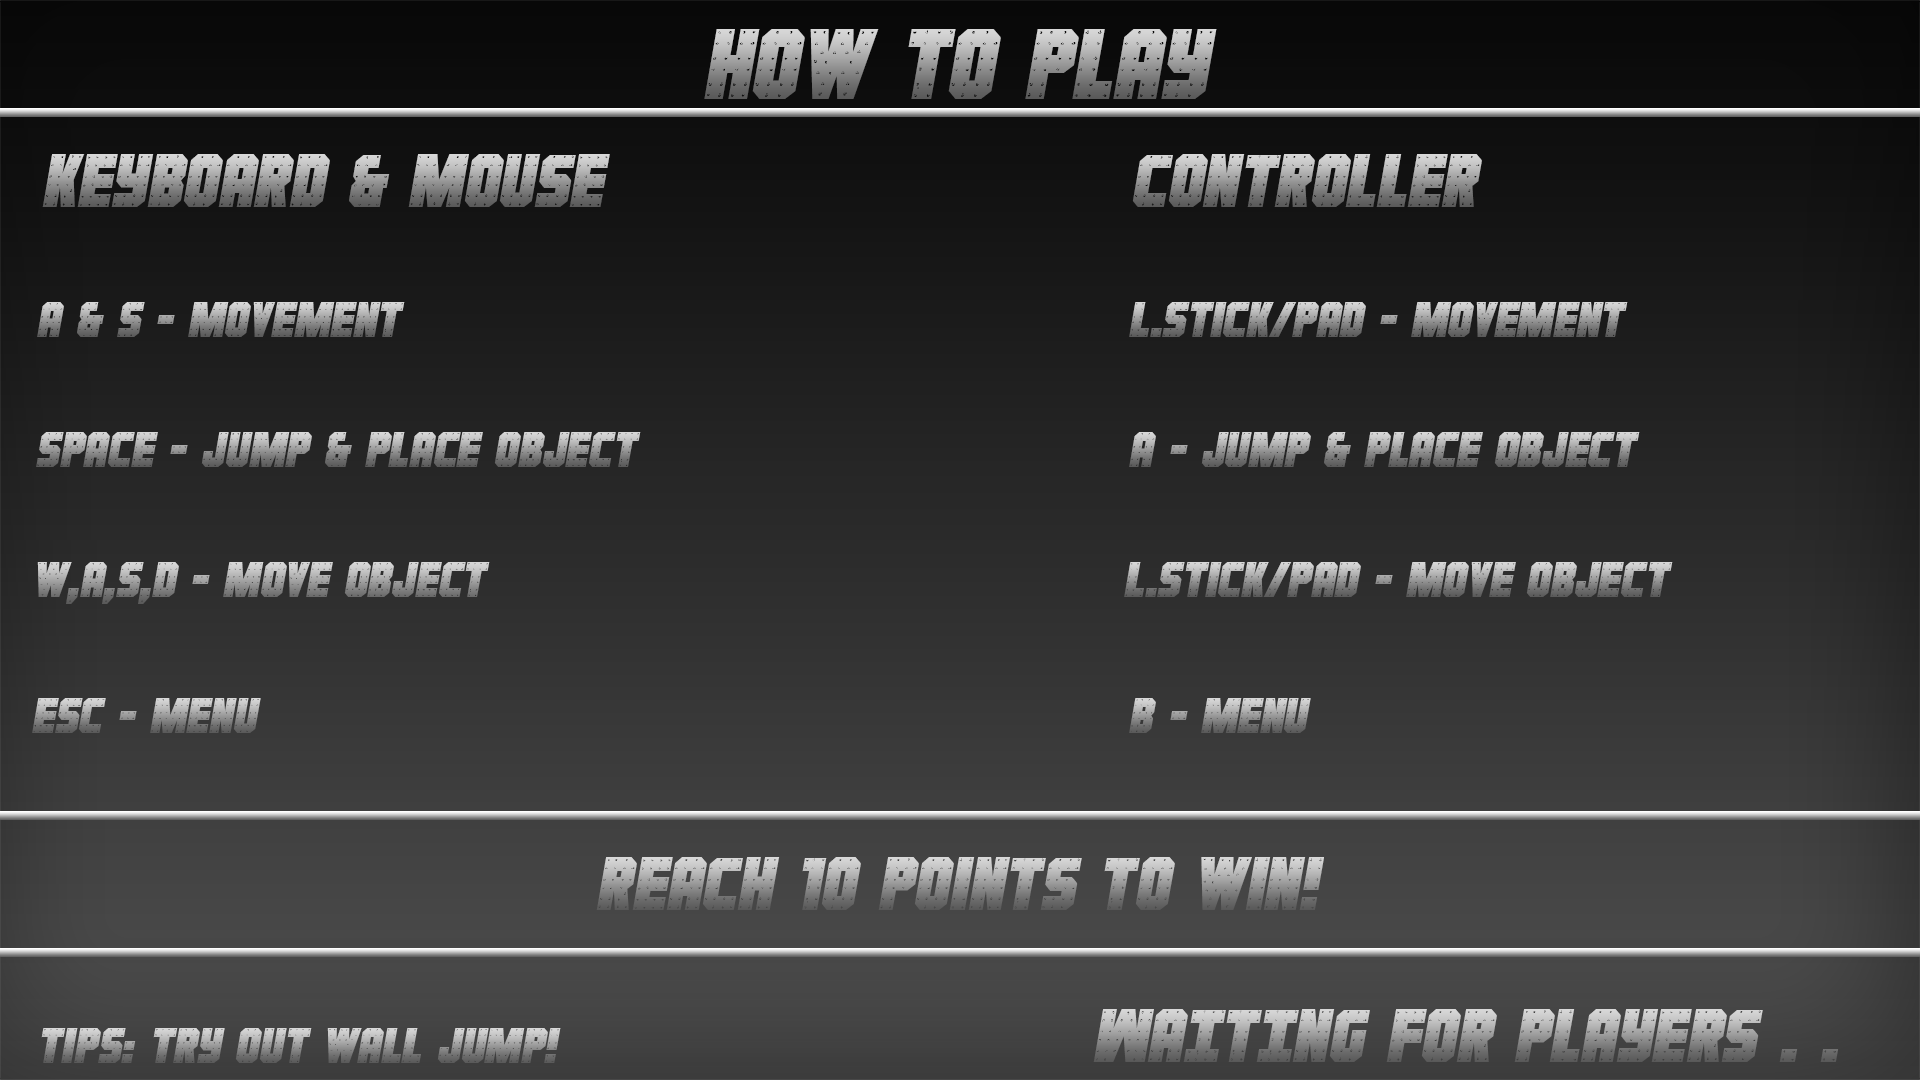 HOW TO PLAY
KEYBOARD & MOUSE
A & S - MOVEMENT
SPACE - JUMP & PLACE OBJECT
W,A,S,D - MOVE OBJECT
ESC - MENU
CONTROLLER
L.STICK/PAD - MOVEMENT
A - JUMP & PLACE OBJECT
L.STICK/PAD - MOVE OBJECT
B - MENU
REACH 10 POINTS TO WIN!
TIPS: TRY OUT WALL JUMP!
WAITING FOR PLAYERS . .